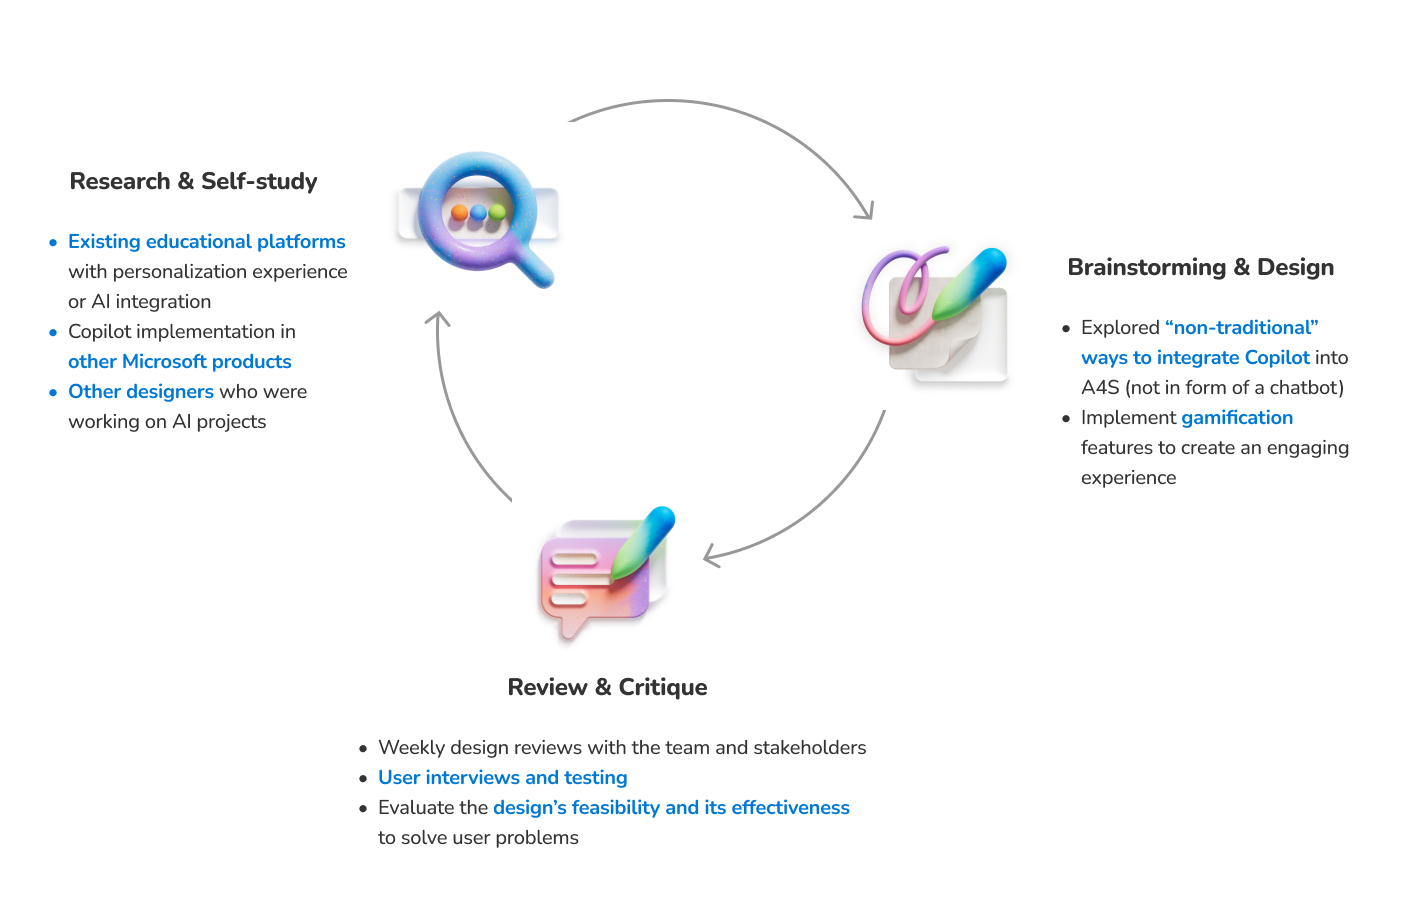 Research & Self-study
• Existing educational platforms
with personalization experience
or AI integration
• Copilot implementation in
other Microsoft products
• Other designers who were
working on AI projects
Brainstorming & Design
• Explored “non-traditional”
ways to integrate Copilot into
A4S (not in form of a chatbot)
• Implement gamification
features to create an engaging
experience
Review & Critique
• Weekly design reviews with the team and stakeholders
• User interviews and testing
• Evaluate the design’s feasibility and its effectiveness
to solve user problems